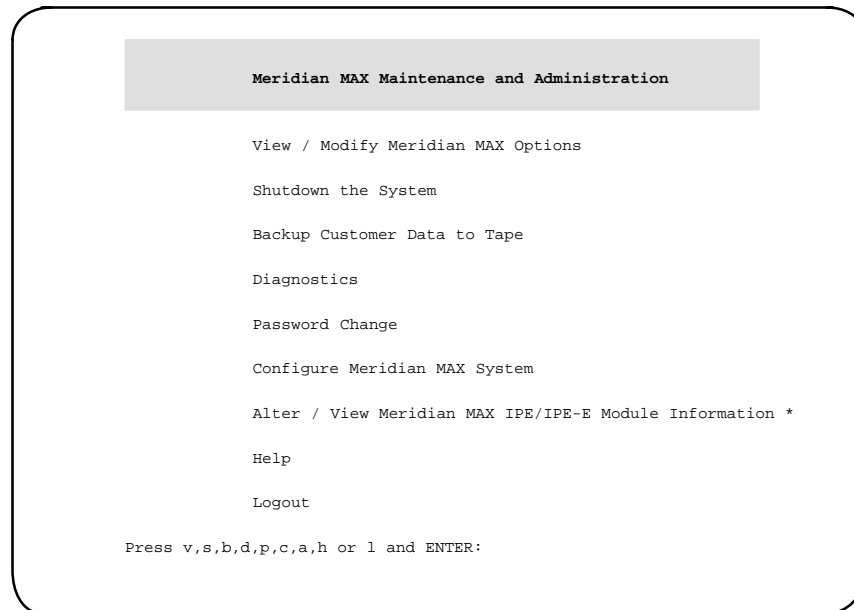 Meridian MAX Maintenance and Administration
View / Modify Meridian MAX Options
Shutdown the System
Backup Customer Data to Tape
Diagnostics
Password Change
Configure Meridian MAX System
Alter / View Meridian MAX IPE/IPE-E Module Information *
Help
Logout
Press v,s,b,d,p,c,a,h or l and ENTER: